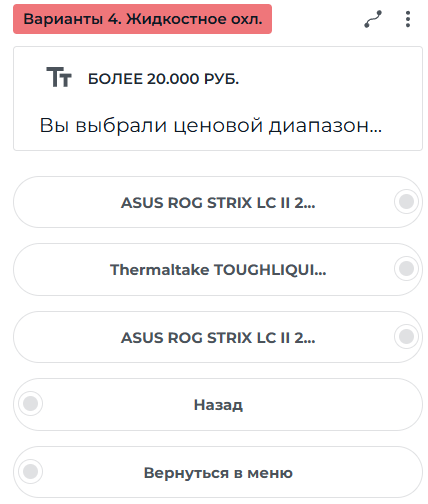 Варианты 4. Жидкостное охл.
Тт БОЛЕЕ 20.000 РУБ.
Вы выбрали ценовой диапазон...
ASUS ROG STRIX LC II 2...
Thermaltake TOUGHLIQUI...
ASUS ROG STRIX LC II 2...
Назад
Вернуться в меню